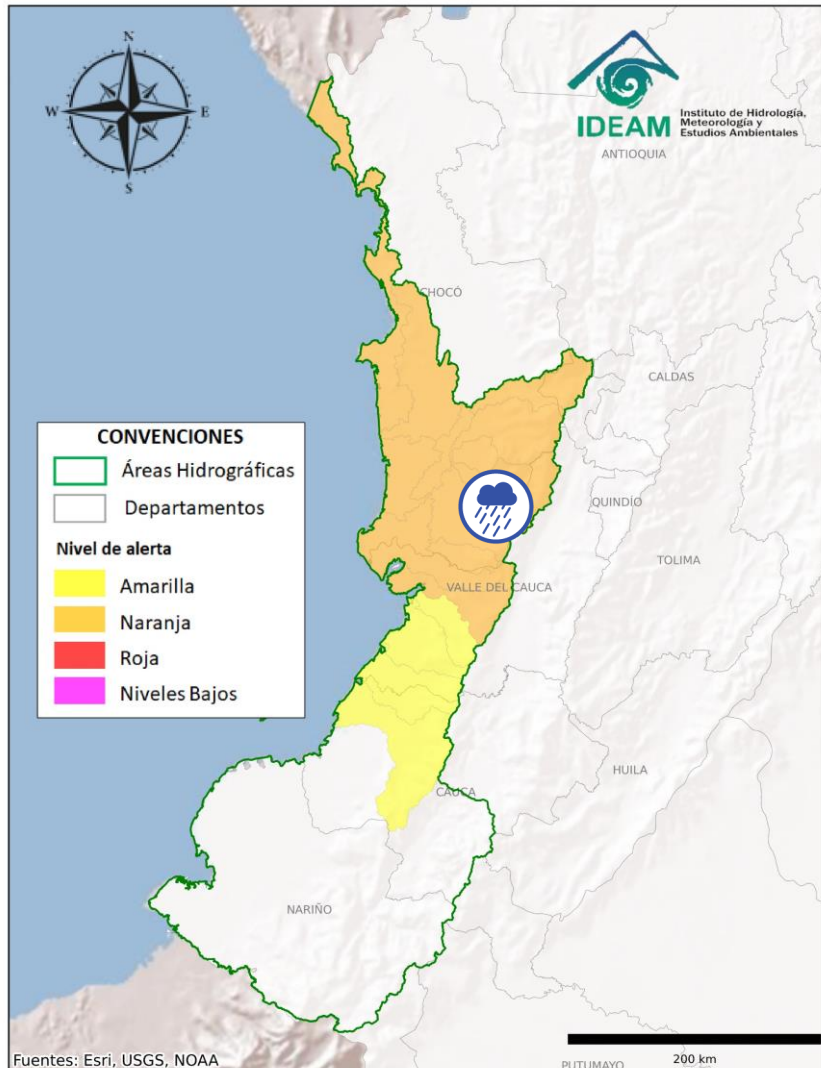 N
W
E
S
IDEAM
Instituto de Hidrología,
Meteorología y
Estudios Ambientales
ANTIOQUIA
CHOCÓ
CALDAS
CONVENCIONES
Áreas Hidrográficas
Departamentos
Nivel de alerta
Amarilla
Naranja
Roja
Niveles Bajos
QUINDÍO
TOLIMA
VALLE DEL CAUCA
HUILA
CAUCA
NARIÑO
Fuentes: Esri, USGS, NOAA
PUTUMAYO
200 km